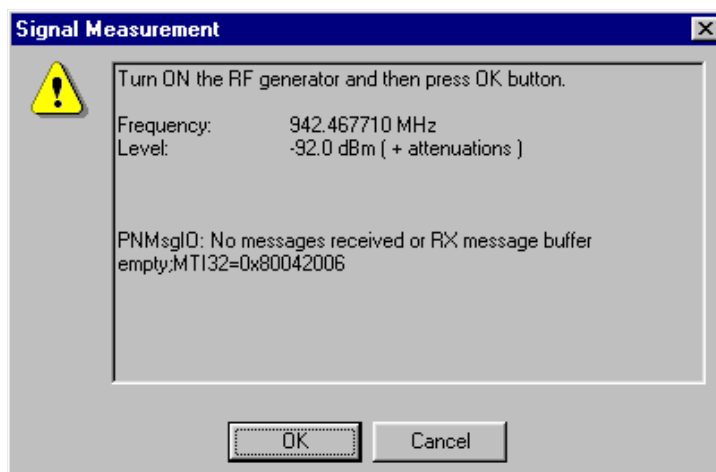 Signal Measurement
Turn ON the RF generator and then press OK button.
Frequency: 942.467710 MHz
Level: -92.0 dBm ( + attenuations )
PNMsgIO: No messages received or RX message buffer
empty;MTI32=0x80042006
OK Cancel